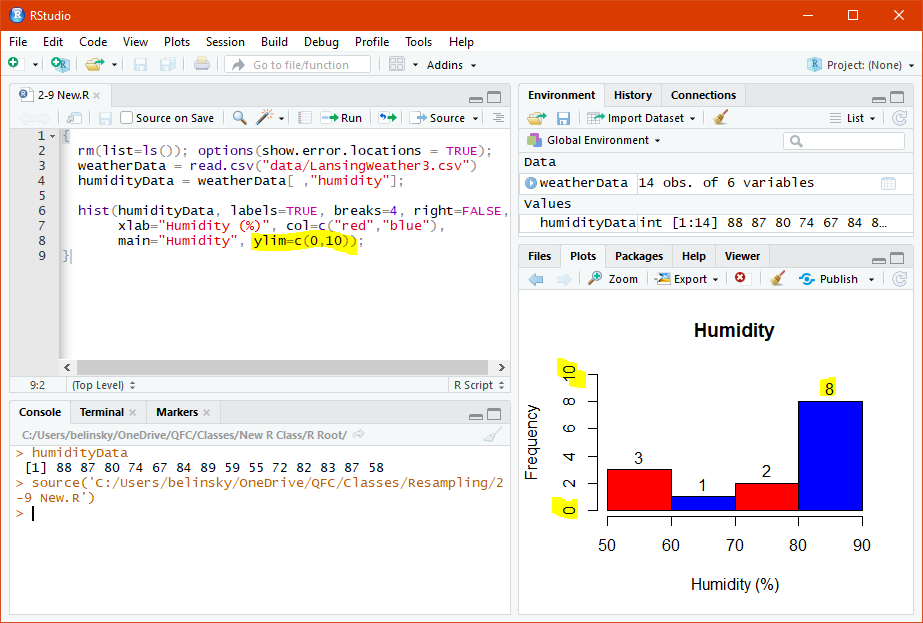 RStudio
File Edit Code View Plots Session Build Debug Profile Tools Help
Go to file/function Addins Project: (None)
2-9 New.R
Source on Save Run Source
1 {
2 rm(list=ls()); options(show.error.locations = TRUE);
3 weatherData = read.csv("data/LansingWeather3.csv")
4 humidityData = weatherData[ ,"humidity"];
5
6 hist(humidityData, labels=TRUE, breaks=4, right=FALSE,
7 xlab="Humidity (%)", col=c("red","blue"),
8 main="Humidity", ylim=c(0,10));
9 }
9:2 (Top Level) R Script
Console Terminal Markers
C:/Users/belinsky/OneDrive/QFC/Classes/New R Class/R Root/
> humidityData
[1] 88 87 80 74 67 84 89 59 55 72 82 83 87 58
> source('C:/Users/belinsky/OneDrive/QFC/Classes/Resampling/2
-9 New.R')
>
Environment History Connections
Import Dataset List
Global Environment
Data
weatherData 14 obs. of 6 variables
Values
humidityData int [1:14] 88 87 80 74 67 84 8...
Files Plots Packages Help Viewer
Zoom Export Publish
Humidity
Frequency
0 2 4 6 8 10
3 1 2 8
50 60 70 80 90
Humidity (%)